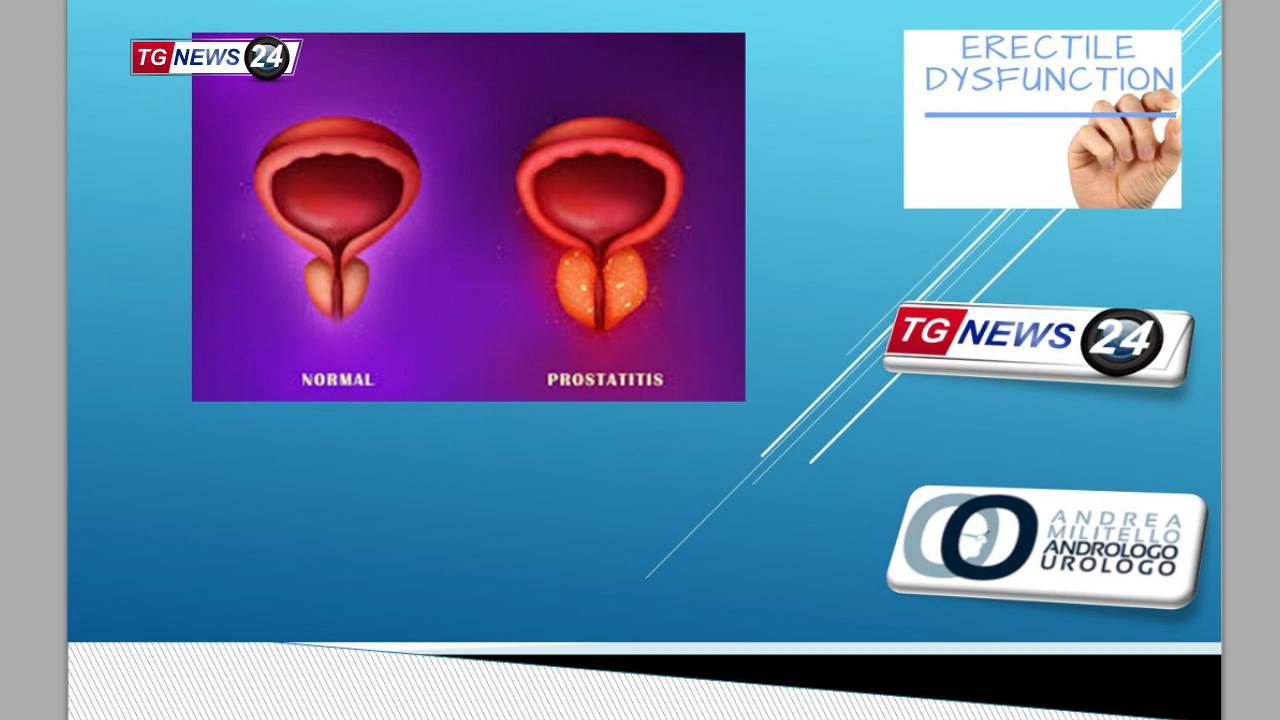 TG NEWS 24
NORMAL
PROSTATITIS
ERECTILE
DYSFUNCTION
TG NEWS 24
ANDREA
MILITELLO
ANDROLOGO
UROLOGO